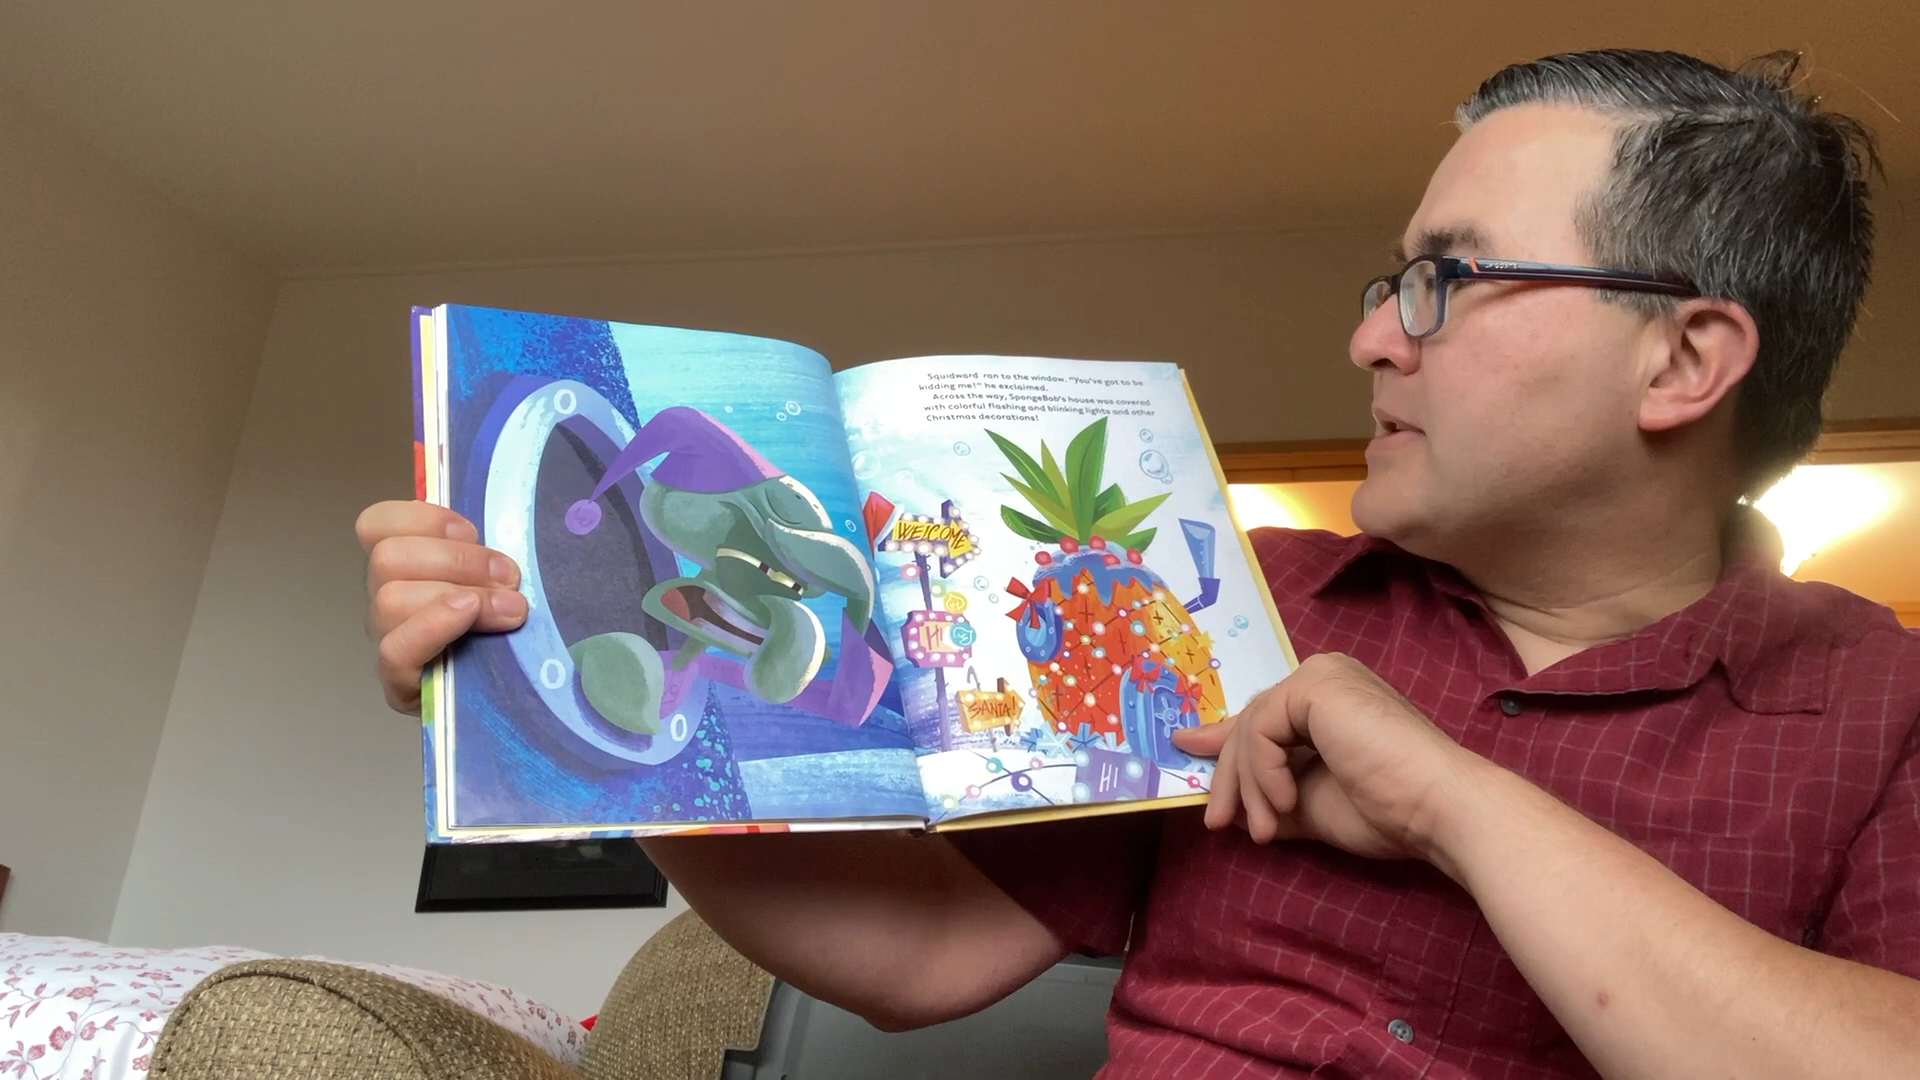 Squidward ran to the window. "You've got to be
kidding me!" he exclaimed.
Across the way, SpongeBob's house was covered
with colorful flashing and blinking lights and other
Christmas decorations!
WELCOME
HI
SANTA!
HI